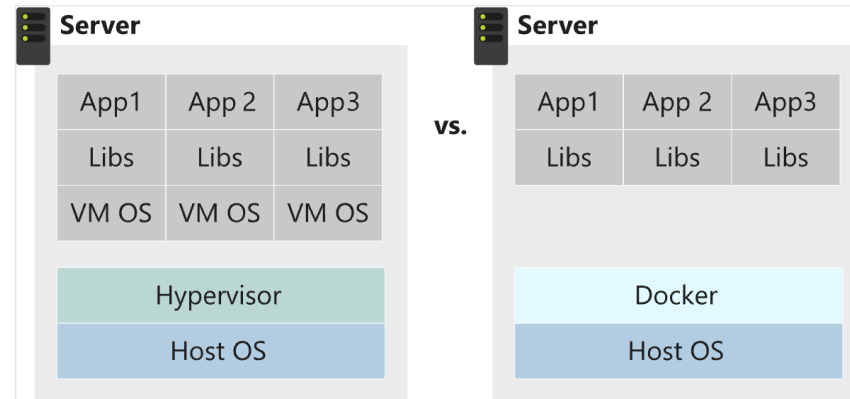 Server
App1 App 2 App3
Libs Libs Libs
VM OS VM OS VM OS
Hypervisor
Host OS
vs.
Server
App1 App 2 App3
Libs Libs Libs
Docker
Host OS